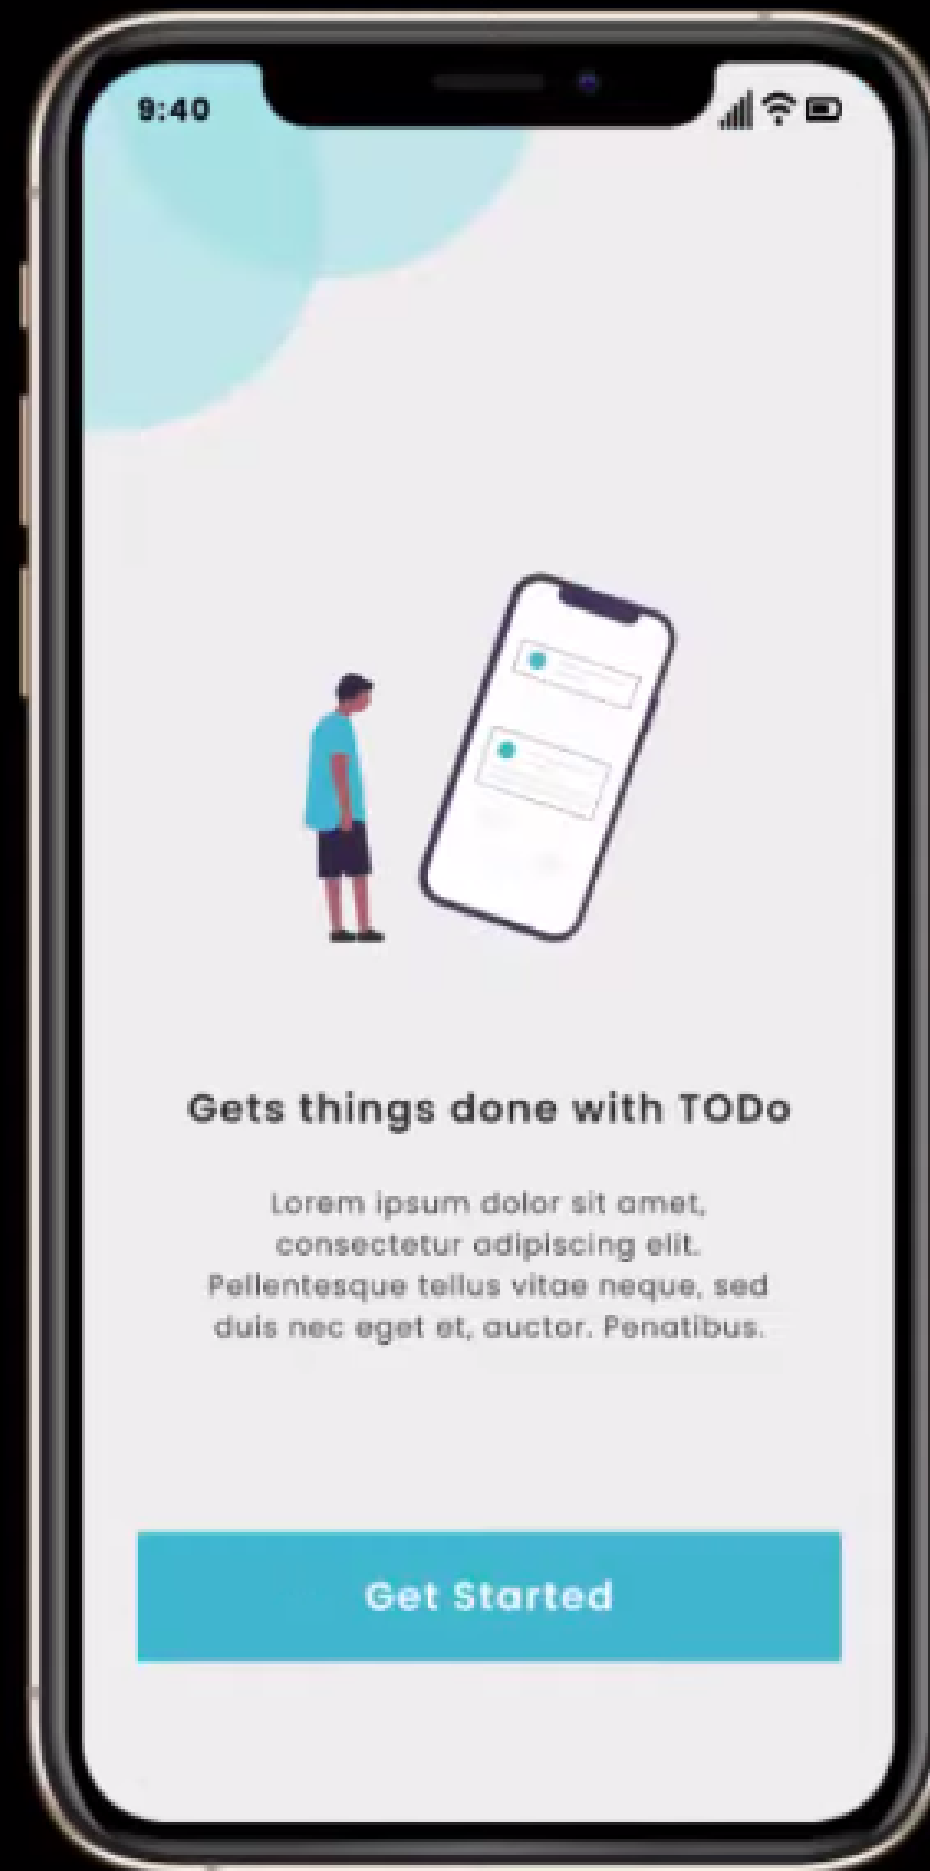 9:40
Gets things done with TODo
Lorem ipsum dolor sit amet,
consectetur adipiscing elit.
Pellentesque tellus vitae neque, sed
duis nec eget et, auctor. Penatibus.
Get Started